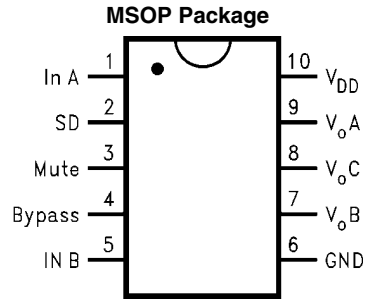 MSOP Package
In A 1 10 VDD
SD 2 9 VoA
Mute 3 8 VoC
Bypass 4 7 VoB
IN B 5 6 GND